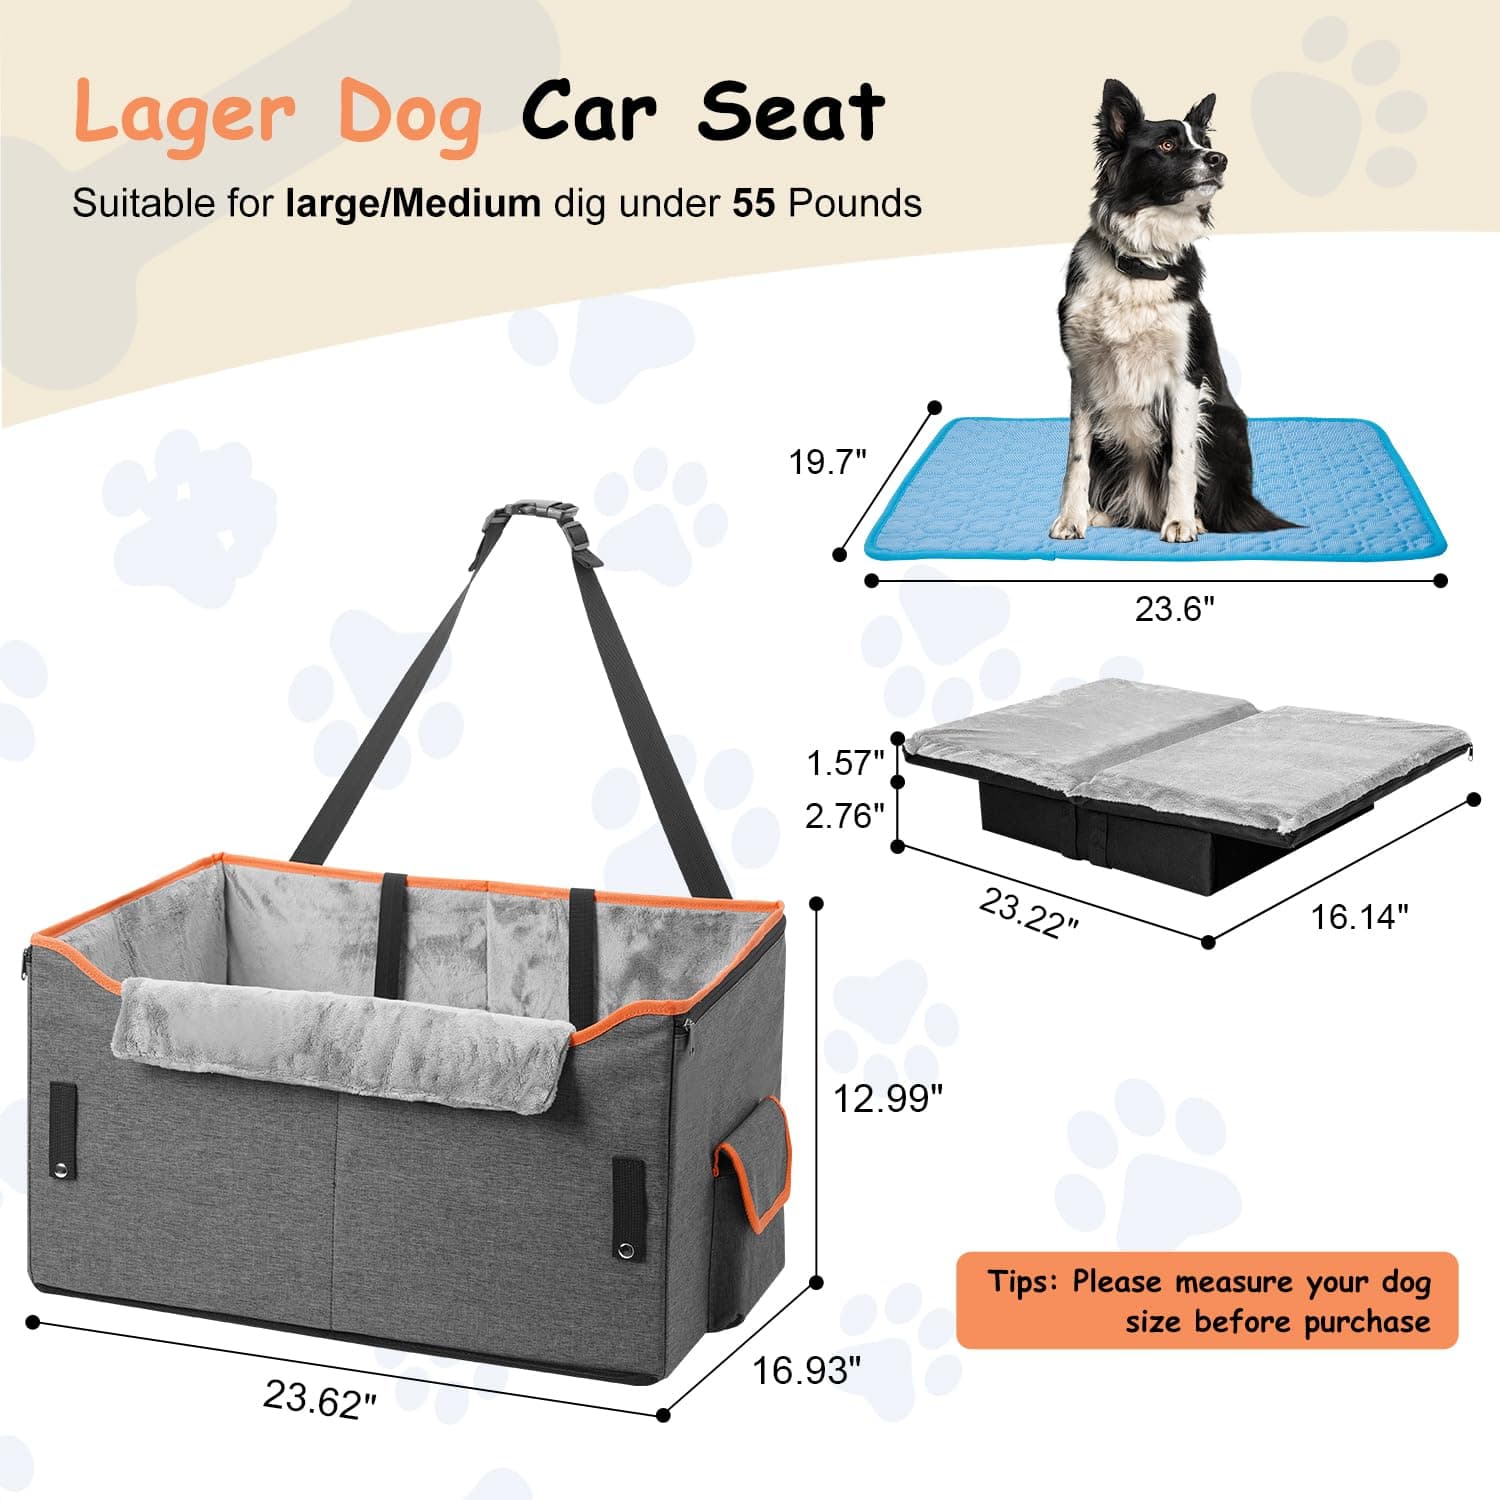 Lager Dog Car Seat
Suitable for large/Medium dig under 55 Pounds
19.7"
23.6"
1.57"
2.76"
23.22"
16.14"
12.99"
16.93"
23.62"
Tips: Please measure your dog
size before purchase